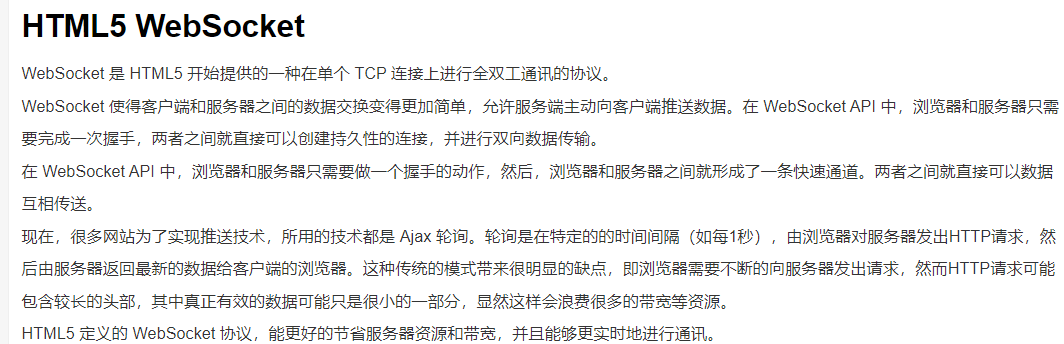 HTML5 WebSocket
WebSocket 是 HTML5 开始提供的一种在单个 TCP 连接上进行全双工通讯的协议。
WebSocket 使得客户端和服务器之间的数据交换变得更加简单，允许服务端主动向客户端推送数据。在 WebSocket API 中，浏览器和服务器只需
要完成一次握手，两者之间就直接可以创建持久性的连接，并进行双向数据传输。
在 WebSocket API 中，浏览器和服务器只需要做一个握手的动作，然后，浏览器和服务器之间就形成了一条快速通道。两者之间就直接可以数据
互相传送。
现在，很多网站为了实现推送技术，所用的技术都是 Ajax 轮询。轮询是在特定的的时间间隔（如每1秒），由浏览器对服务器发出HTTP请求，然
后由服务器返回最新的数据给客户端的浏览器。这种传统的模式带来很明显的缺点，即浏览器需要不断的向服务器发出请求，然而HTTP请求可能
包含较长的头部，其中真正有效的数据可能只是很小的一部分，显然这样会浪费很多的带宽等资源。
HTML5 定义的 WebSocket 协议，能更好的节省服务器资源和带宽，并且能够更实时地进行通讯。